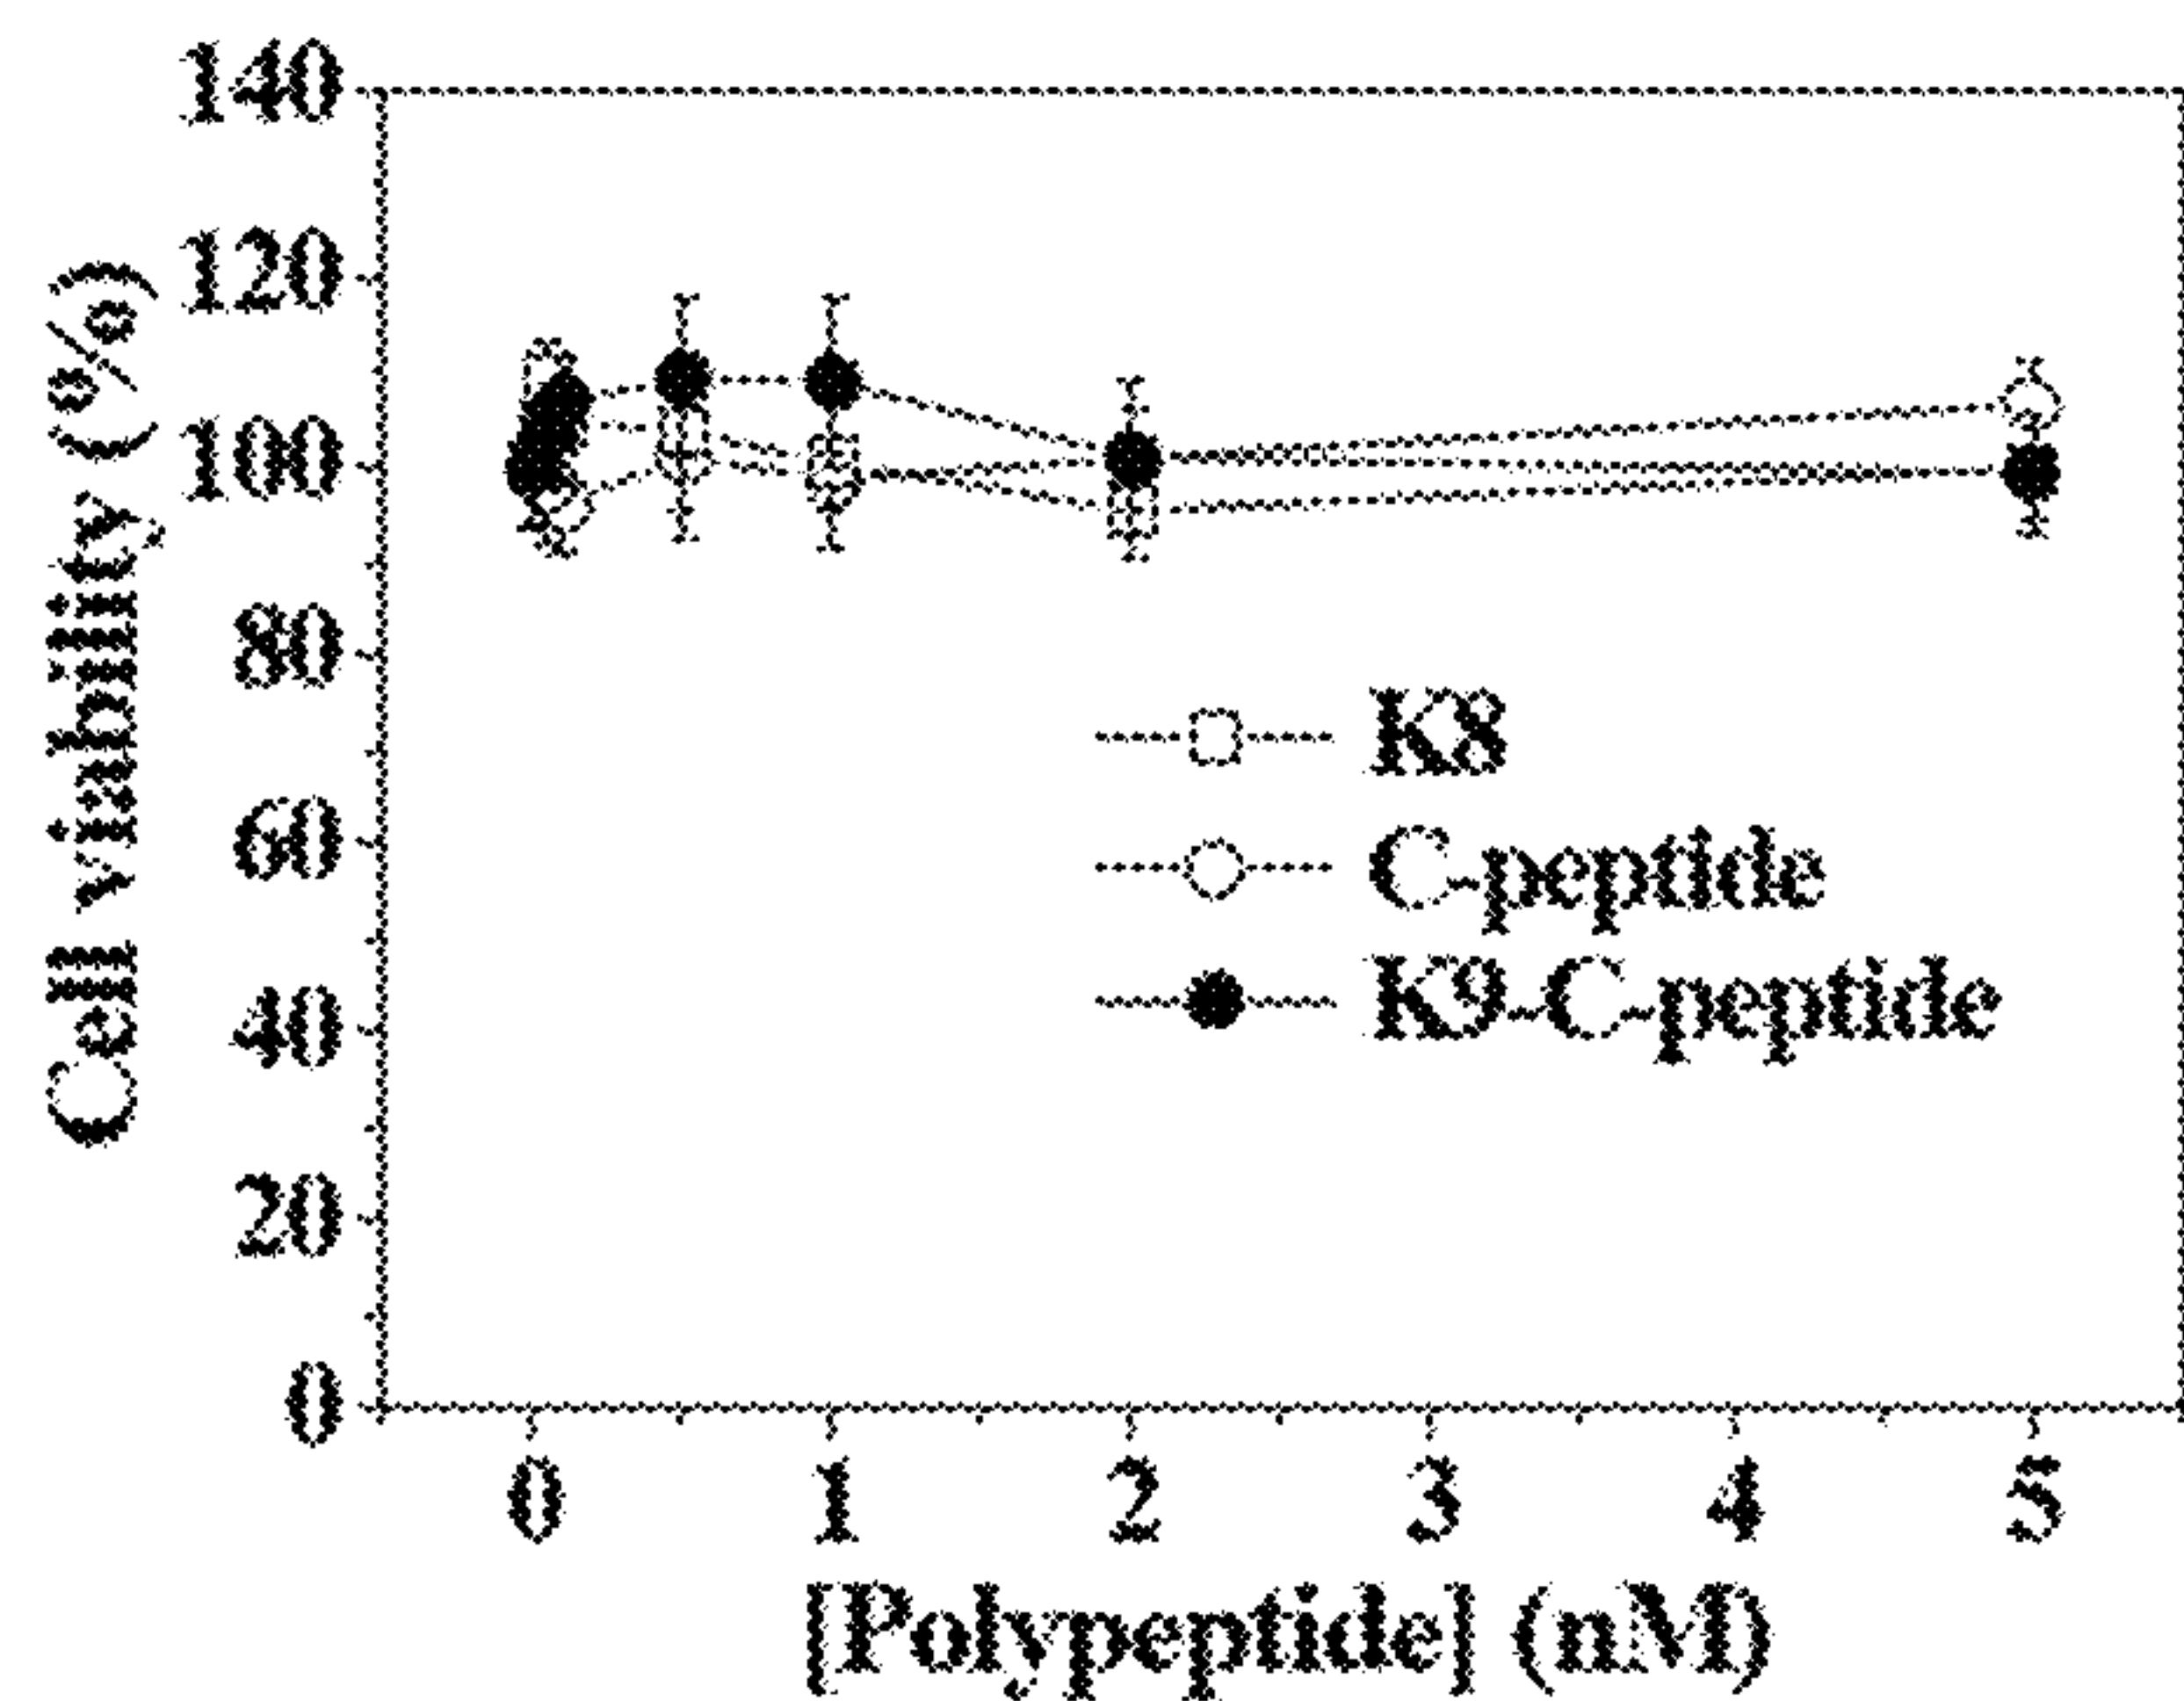 140
120
100
80
60
40
20
0
Cell viability (%)
K8
C-peptide
K9-C-peptide
0 1 2 3 4 5
[Polypeptide] (nM)